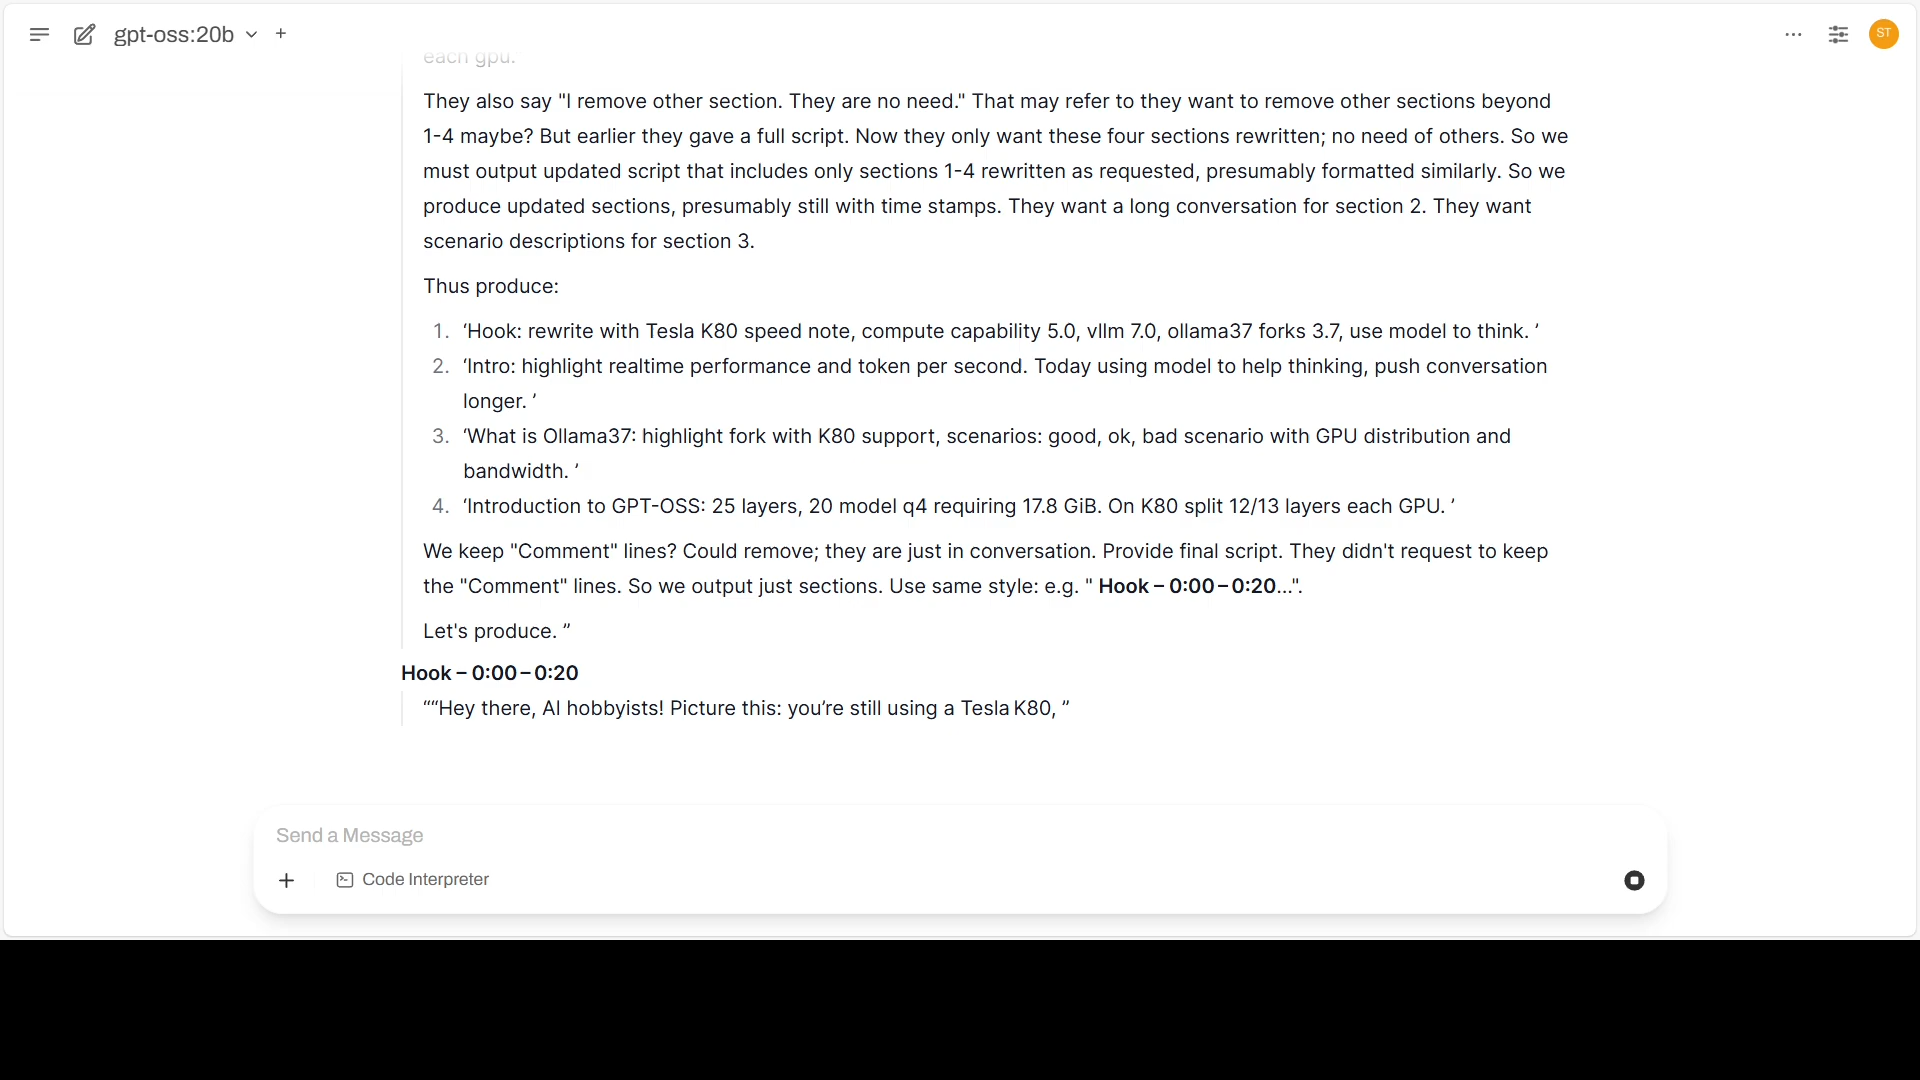 gpt-oss:20b
ST
each gpu.
They also say "I remove other section. They are no need." That may refer to they want to remove other sections beyond
1-4 maybe? But earlier they gave a full script. Now they only want these four sections rewritten; no need of others. So we
must output updated script that includes only sections 1-4 rewritten as requested, presumably formatted similarly. So we
produce updated sections, presumably still with time stamps. They want a long conversation for section 2. They want
scenario descriptions for section 3.
Thus produce:
1. ‘Hook: rewrite with Tesla K80 speed note, compute capability 5.0, vllm 7.0, ollama37 forks 3.7, use model to think. ’
2. ‘Intro: highlight realtime performance and token per second. Today using model to help thinking, push conversation
longer. ’
3. ‘What is Ollama37: highlight fork with K80 support, scenarios: good, ok, bad scenario with GPU distribution and
bandwidth. ’
4. ‘Introduction to GPT-OSS: 25 layers, 20 model q4 requiring 17.8 GiB. On K80 split 12/13 layers each GPU. ’
We keep "Comment" lines? Could remove; they are just in conversation. Provide final script. They didn't request to keep
the "Comment" lines. So we output just sections. Use same style: e.g. " Hook – 0:00 – 0:20...".
Let's produce. ”
Hook – 0:00 – 0:20
““Hey there, AI hobbyists! Picture this: you’re still using a Tesla K80, ”
Send a Message
Code Interpreter